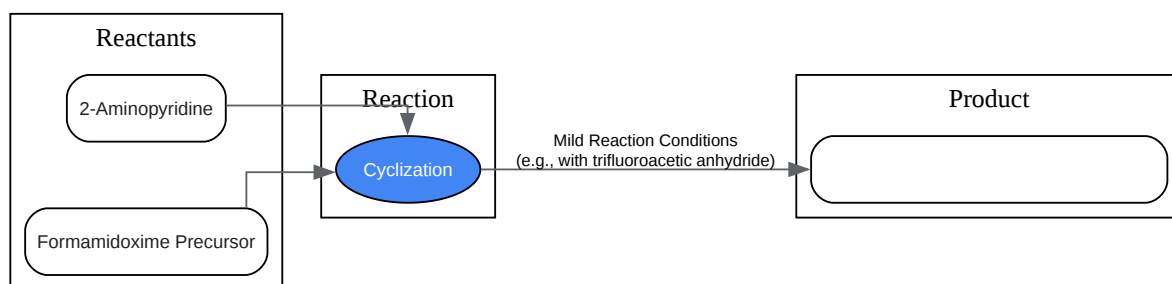 Reactants
2-Aminopyridine
Formamidoxime Precursor
Reaction
Cyclization
Mild Reaction Conditions
(e.g., with trifluoroacetic anhydride)
Product